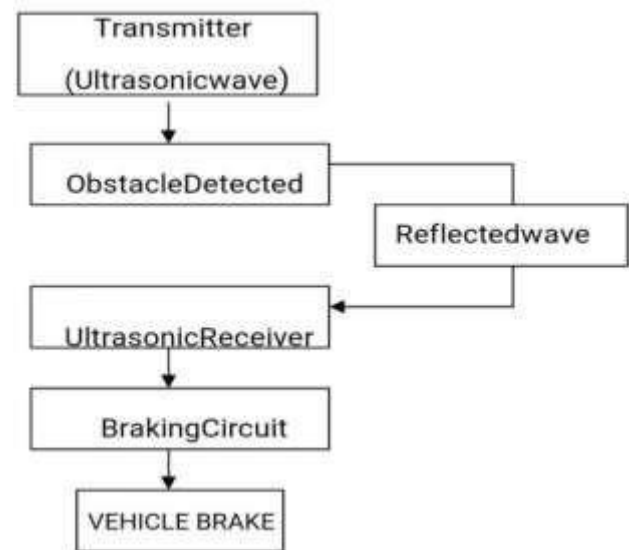 Transmitter
(Ultrasonicwave)
ObstacleDetected
Reflectedwave
UltrasonicReceiver
BrakingCircuit
VEHICLE BRAKE